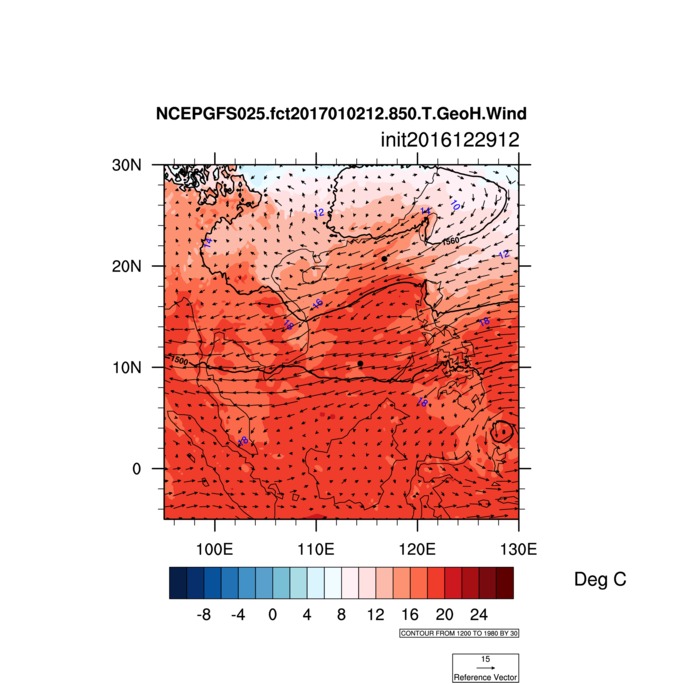 NCEPGFS025.fct2017010212.850.T.GeoH.Wind
init2016122912
30N
20N
10N
0
100E
110E
120E
130E
12
10
1560
12
14
16
16
18
1500
18
18
-8
-4
0
4
8
12
16
20
24
Deg C
CONTOUR FROM 1200 TO 1980 BY 30
15
Reference Vector